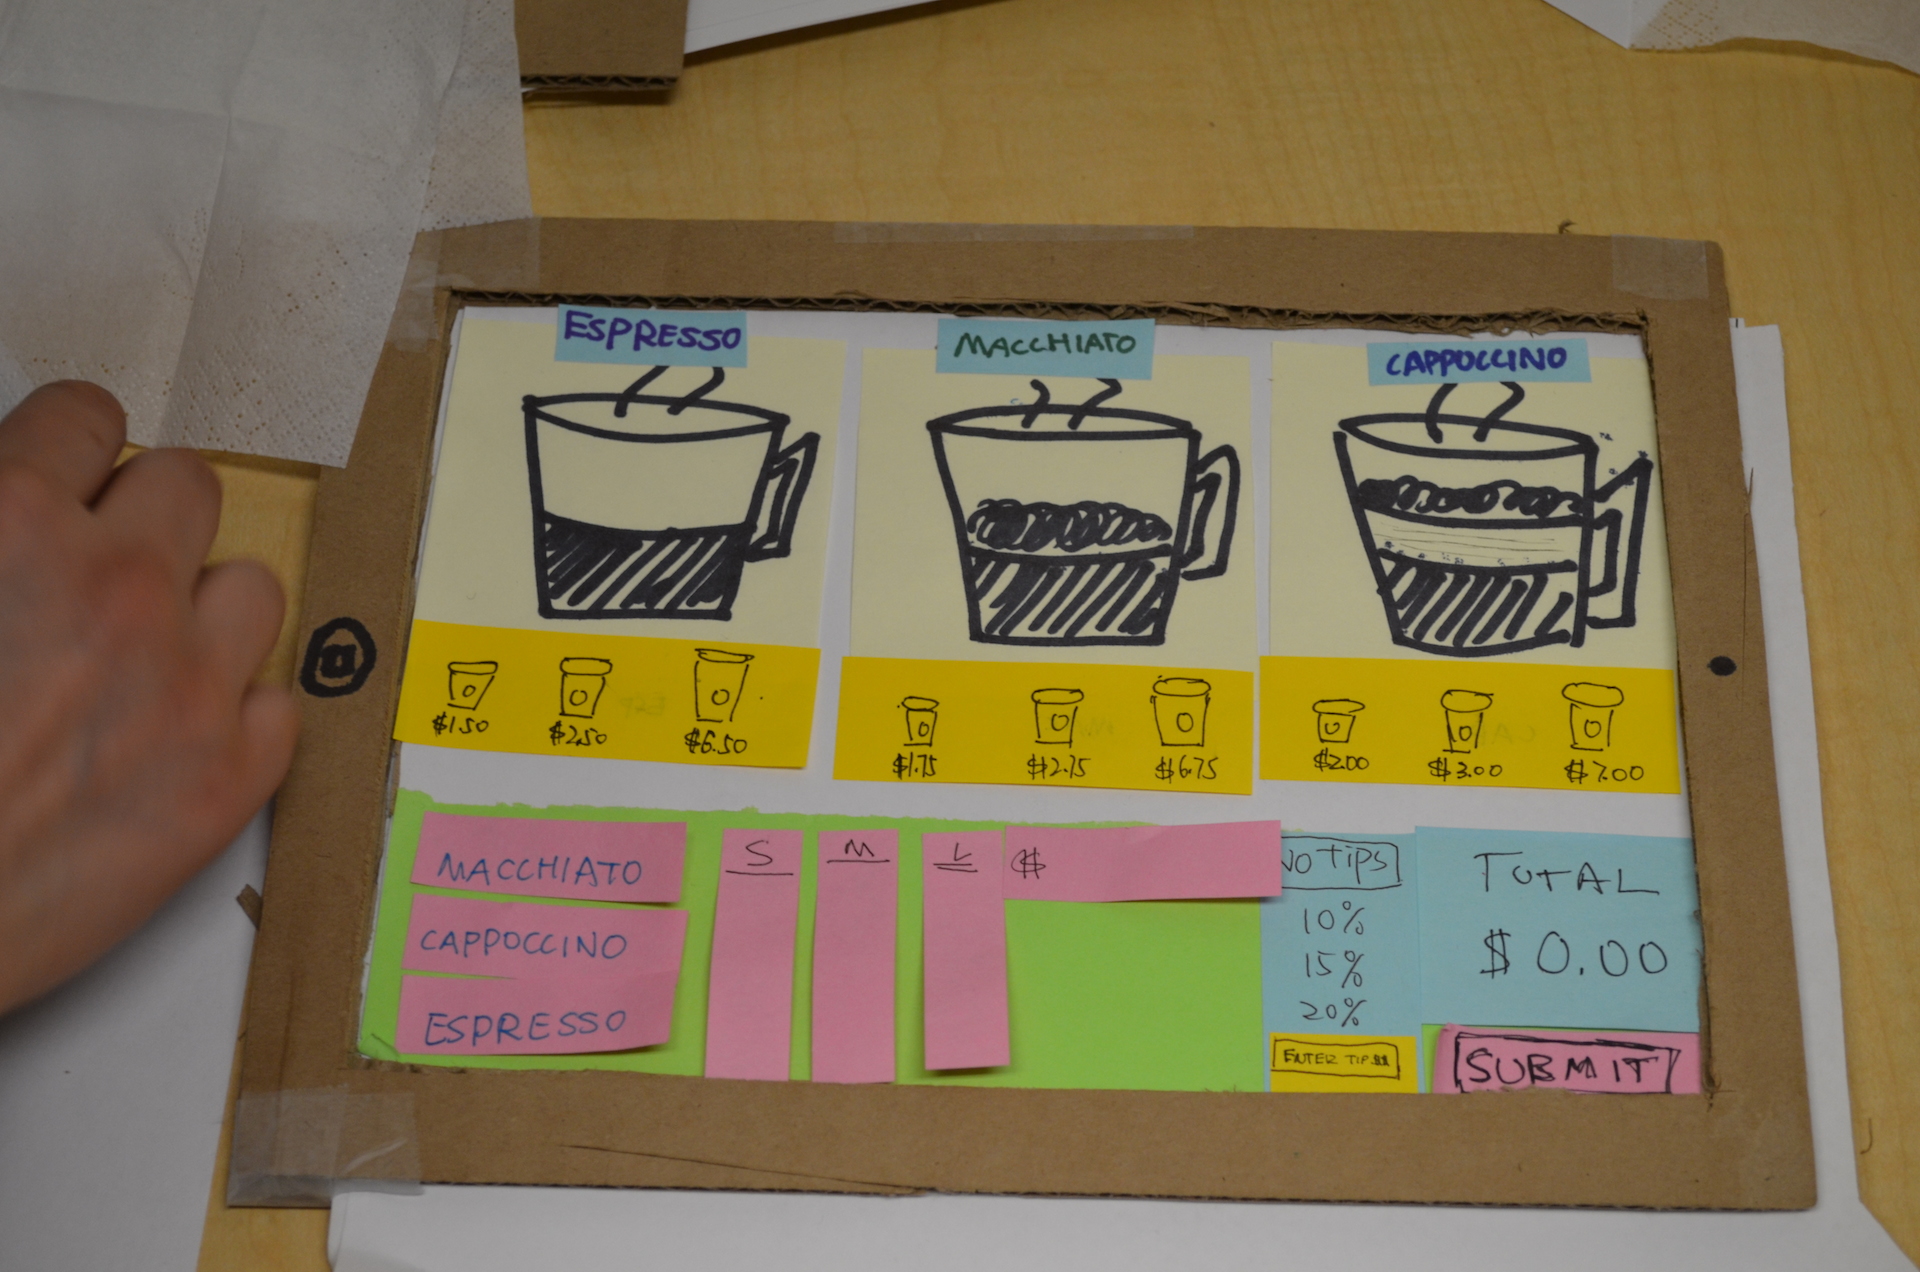 ESPRESSO
MACCHIATO
CAPPOCCINO
$1.50 $2.50 $6.50
$1.75 $2.75 $6.75
$2.00 $3.00 $7.00
MACCHIATO
CAPPOCCINO
ESPRESSO
S M L $
NO TIPS
10%
15%
20%
ENTER TIP
TOTAL
$0.00
SUBMIT